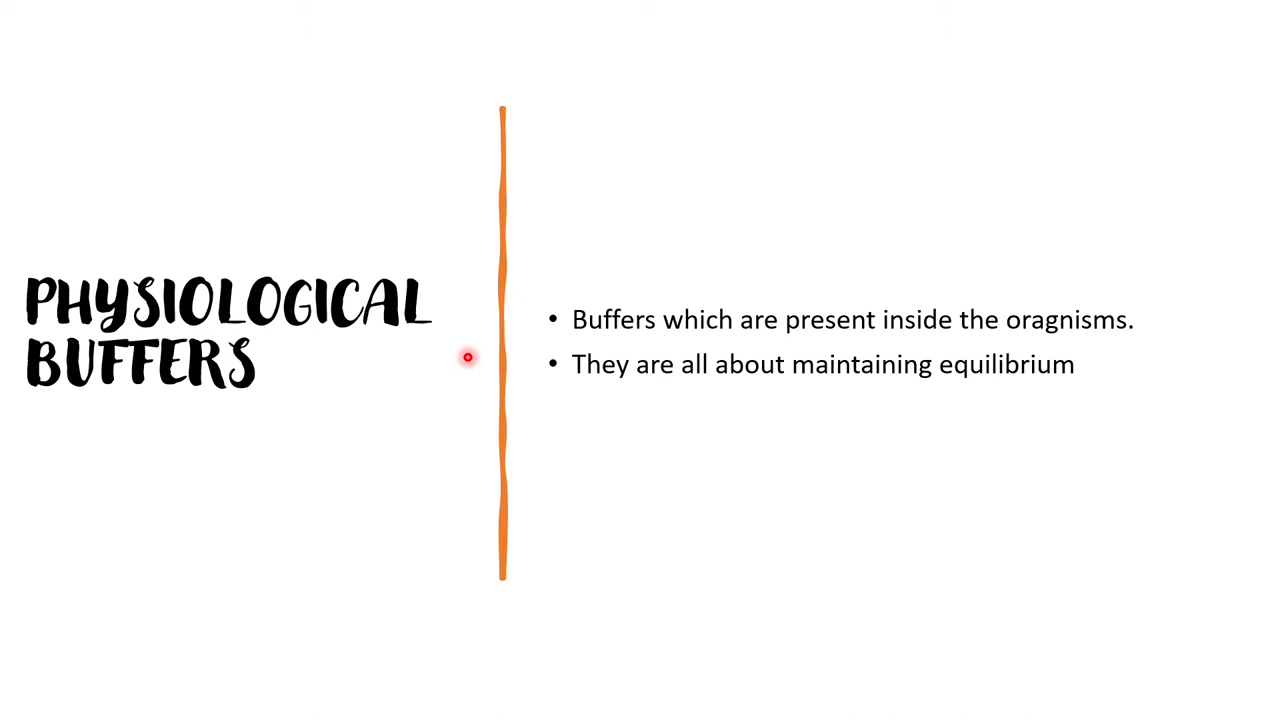 PHYSIOLOGICAL
BUFFERS
• Buffers which are present inside the oragnisms.
• They are all about maintaining equilibrium